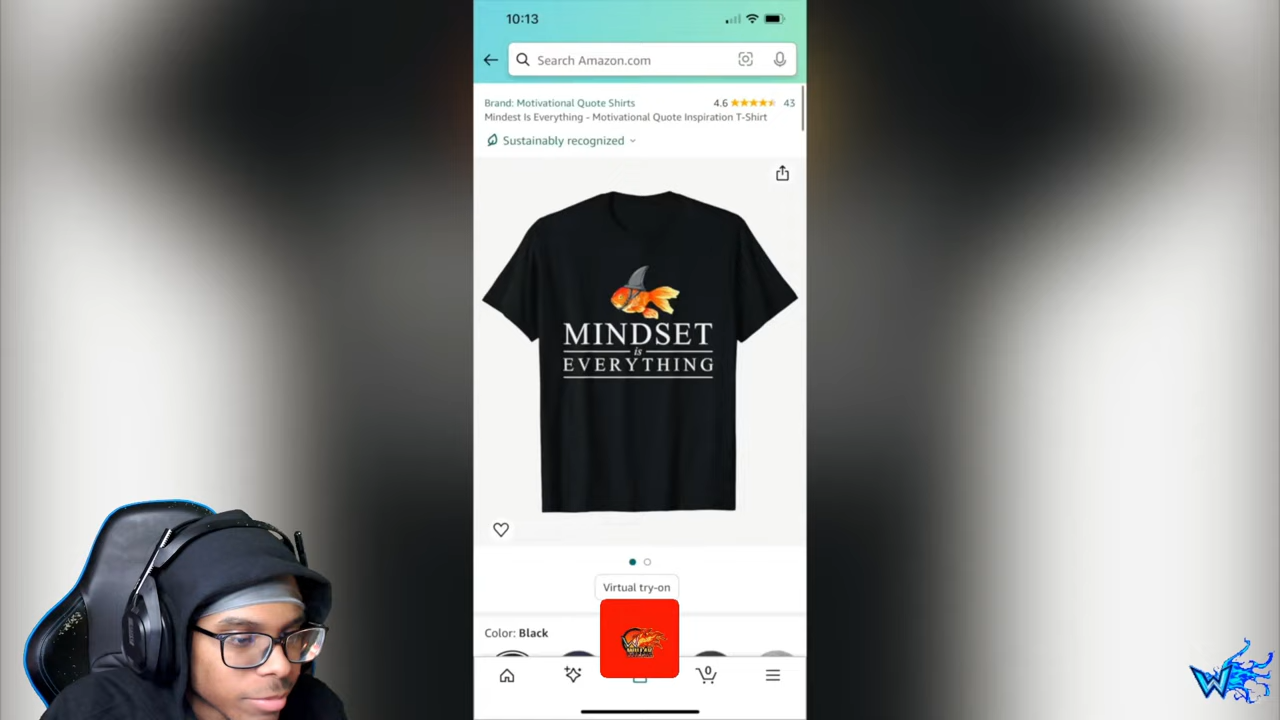 10:13
Search Amazon.com
Brand: Motivational Quote Shirts
4.6 43
Mindest Is Everything - Motivational Quote Inspiration T-Shirt
Sustainably recognized
MINDSET
is
EVERYTHING
Virtual try-on
Color: Black
0
W